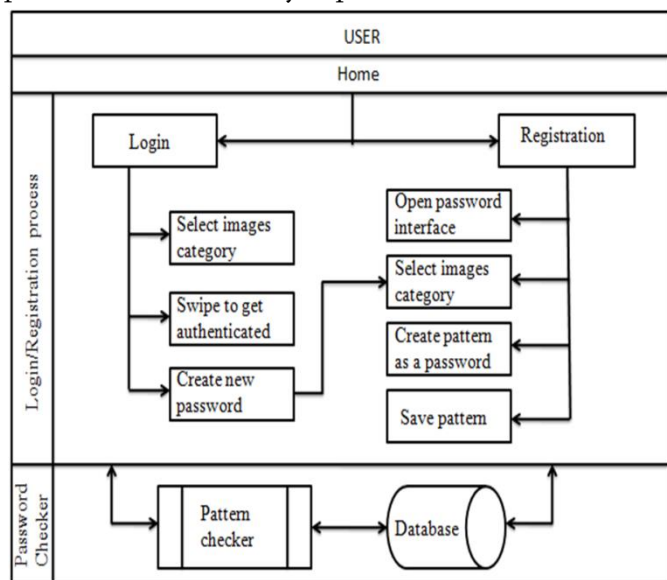 USER
Home
Login/Registration process
Login
Registration
Select images
category
Swipe to get
authenticated
Create new
password
Open password
interface
Select images
category
Create pattern
as a password
Save pattern
Password
Checker
Pattern
checker
Database